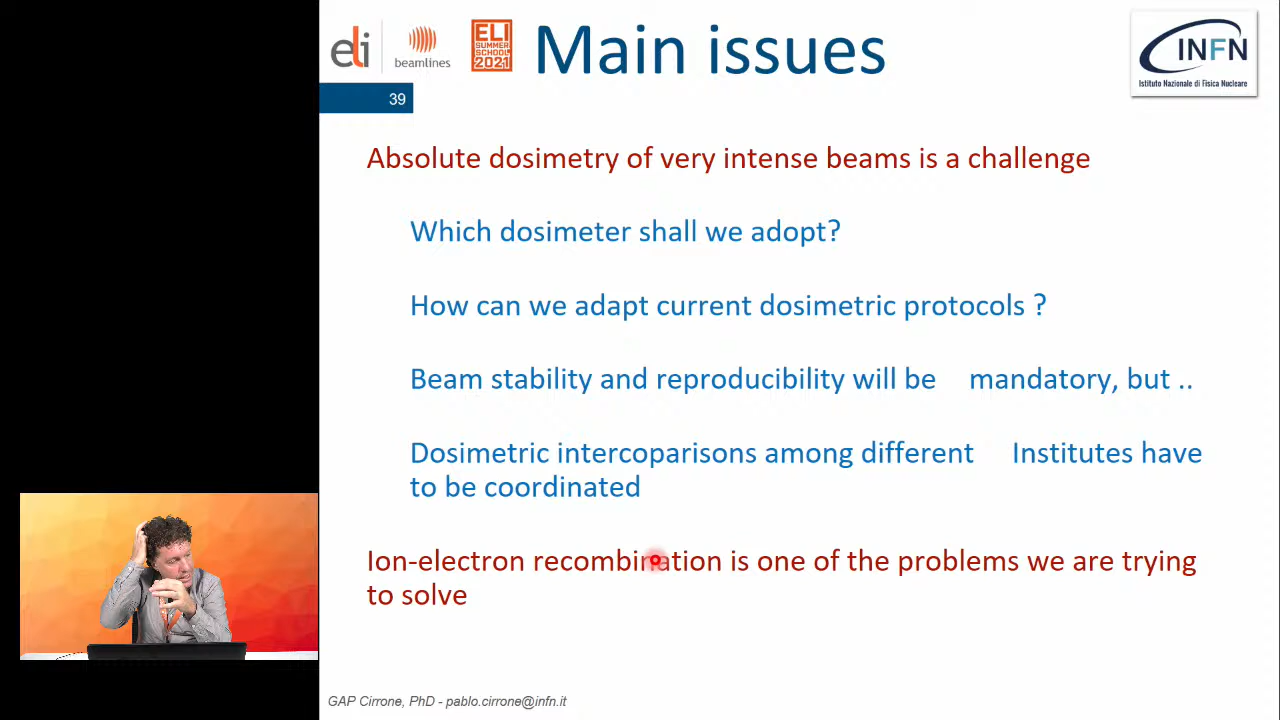 eli
beamlines
ELI
SUMMER
SCHOOL
2021
Main issues
INFN
Istituto Nazionale di Fisica Nucleare
39
Absolute dosimetry of very intense beams is a challenge
Which dosimeter shall we adopt?
How can we adapt current dosimetric protocols ?
Beam stability and reproducibility will be mandatory, but ..
Dosimetric intercoparisons among different Institutes have
to be coordinated
Ion-electron recombination is one of the problems we are trying
to solve
GAP Cirrone, PhD - pablo.cirrone@infn.it